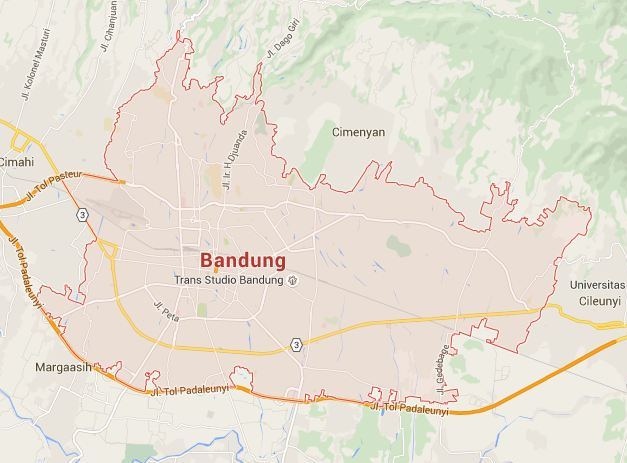 Jl. Kolonel Masturi
Jl. Cihanjuan
Jl. Dago Giri
Cimenyan
Jl. Ir. H.Djuanda
Cimahi
Jl. Tol Pasteur
3
Jl. Tol Padaleunyi
Bandung
Trans Studio Bandung
Universitas
Cileunyi
Jl. Peta
3
Margaasih
Jl. Gedebage
Jl. Tol Padaleunyi
Jl. Tol Padaleunyi